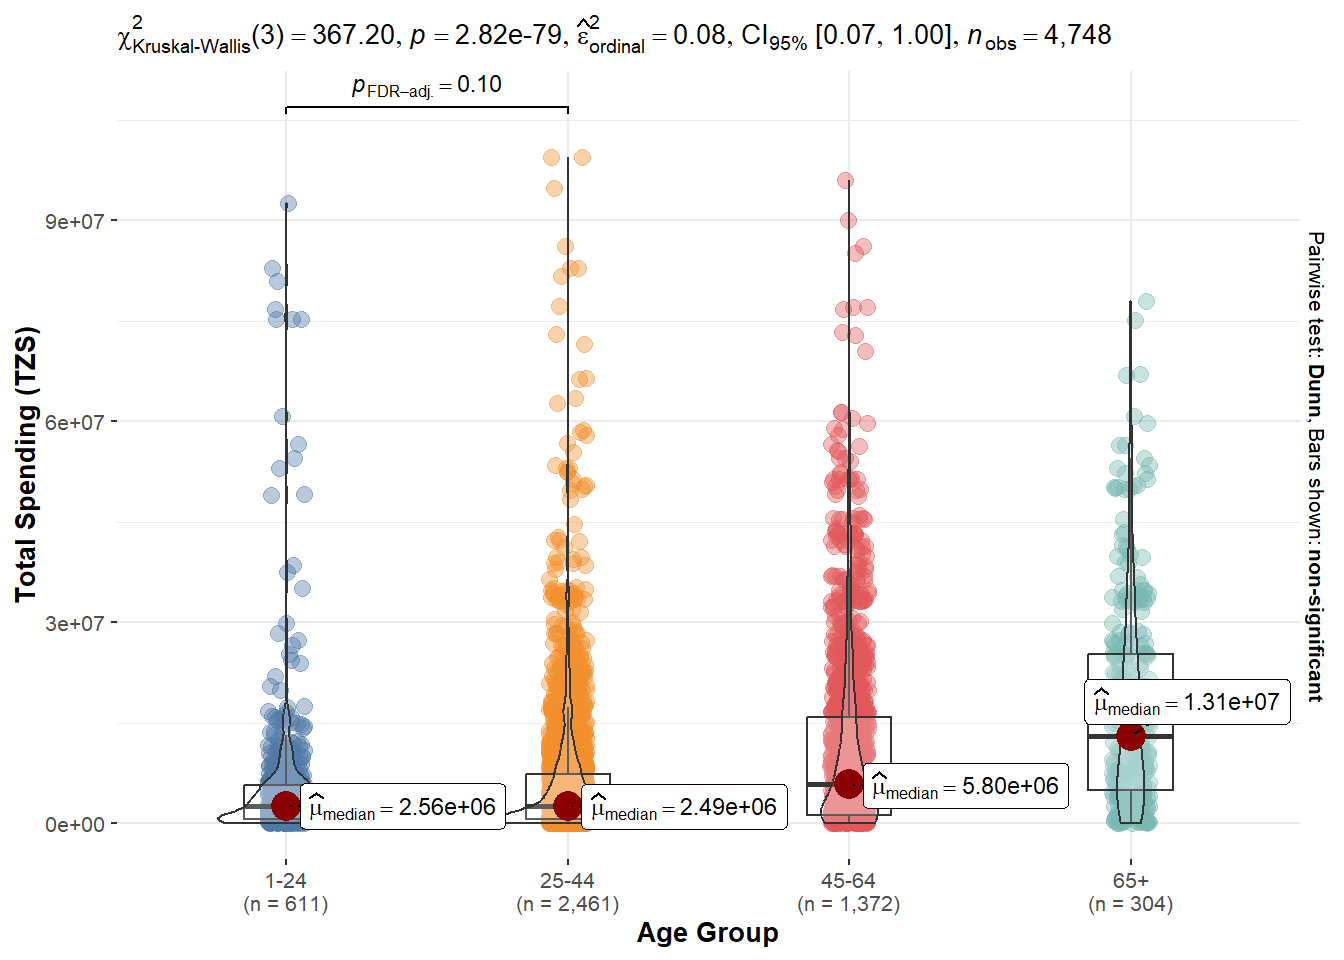 χ²Kruskal-Wallis(3) = 367.20, p = 2.82e-79, ε̂²ordinal = 0.08, CI95% [0.07, 1.00], nobs = 4,748
pFDR−adj. = 0.10
Total Spending (TZS)
9e+07
6e+07
3e+07
0e+00
μ̂median = 2.56e+06
μ̂median = 2.49e+06
μ̂median = 5.80e+06
μ̂median = 1.31e+07
Pairwise test: Dunn, Bars shown: non-significant
1-24
(n = 611)
25-44
(n = 2,461)
45-64
(n = 1,372)
65+
(n = 304)
Age Group